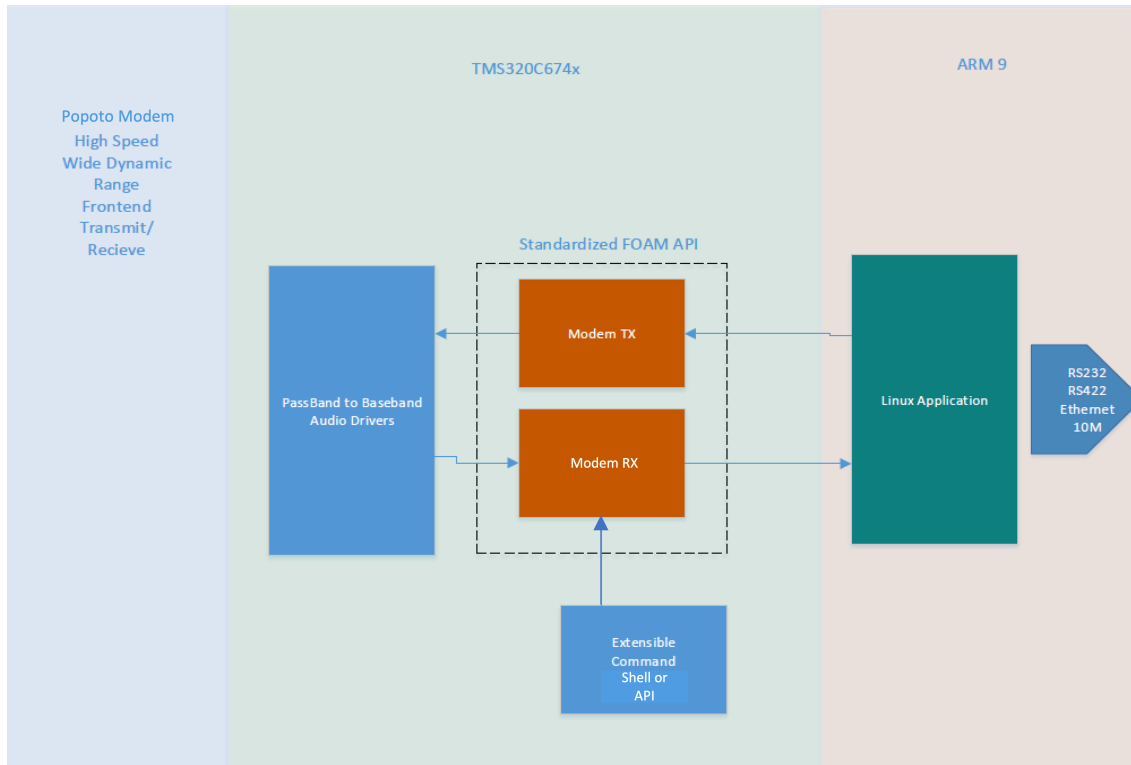 TMS320C674x
ARM 9
Popoto Modem
High Speed
Wide Dynamic
Range
Frontend
Transmit/
Recieve
Standardized FOAM API
Modem TX
PassBand to Baseband
Audio Drivers
Modem RX
Linux Application
RS232
RS422
Ethernet
10M
Extensible
Command
Shell or
API